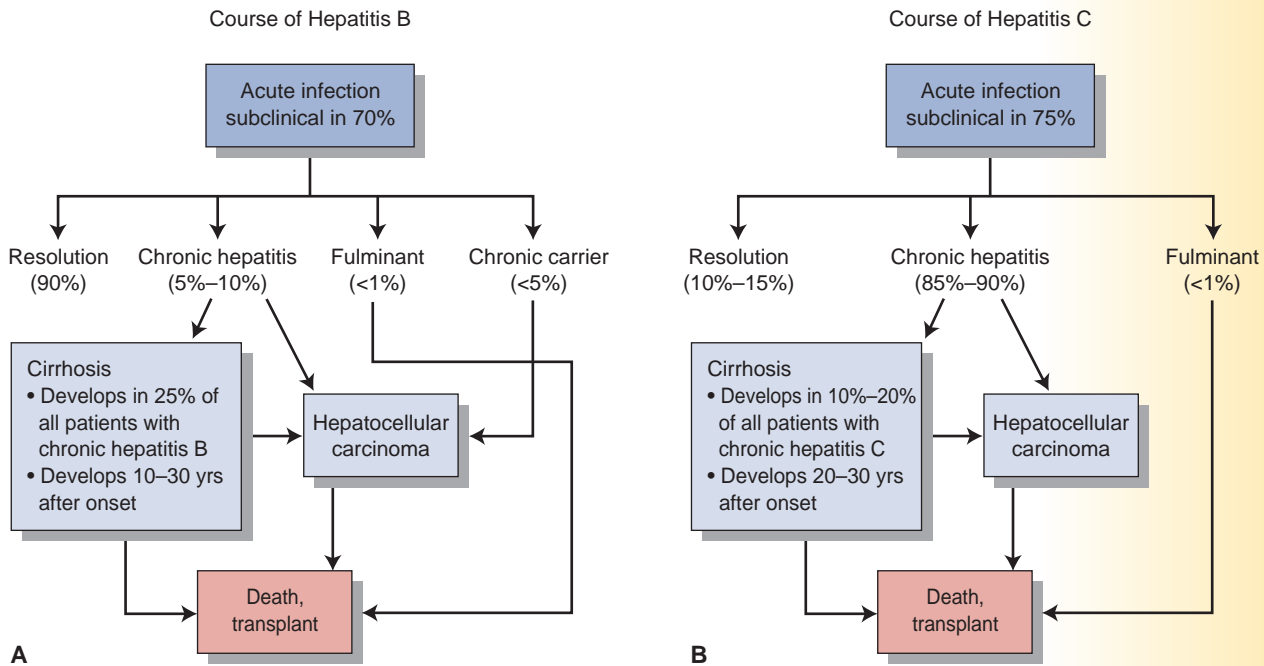 Course of Hepatitis B
Acute infection
subclinical in 70%
Resolution
(90%)
Chronic hepatitis
(5%–10%)
Fulminant
(<1%)
Chronic carrier
(<5%)
Cirrhosis
• Develops in 25% of
all patients with
chronic hepatitis B
• Develops 10–30 yrs
after onset
Hepatocellular
carcinoma
Death,
transplant
A
Course of Hepatitis C
Acute infection
subclinical in 75%
Resolution
(10%–15%)
Chronic hepatitis
(85%–90%)
Fulminant
(<1%)
Cirrhosis
• Develops in 10%–20%
of all patients with
chronic hepatitis C
• Develops 20–30 yrs
after onset
Hepatocellular
carcinoma
Death,
transplant
B